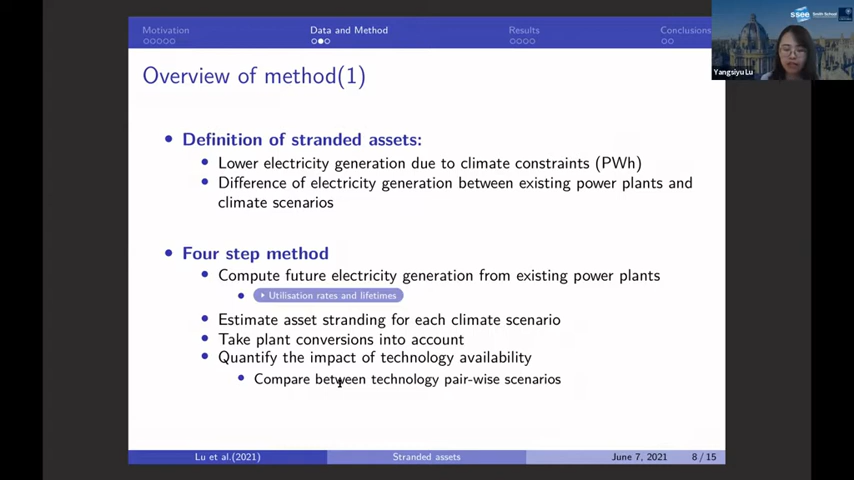 Motivation
Data and Method
Results
Conclusions
ssee
Smith School
Yangsiyu Lu
Overview of method(1)
Definition of stranded assets:
Lower electricity generation due to climate constraints (PWh)
Difference of electricity generation between existing power plants and
climate scenarios
Four step method
Compute future electricity generation from existing power plants
Utilisation rates and lifetimes
Estimate asset stranding for each climate scenario
Take plant conversions into account
Quantify the impact of technology availability
Compare between technology pair-wise scenarios
Lu et al.(2021)
Stranded assets
June 7, 2021
8 / 15